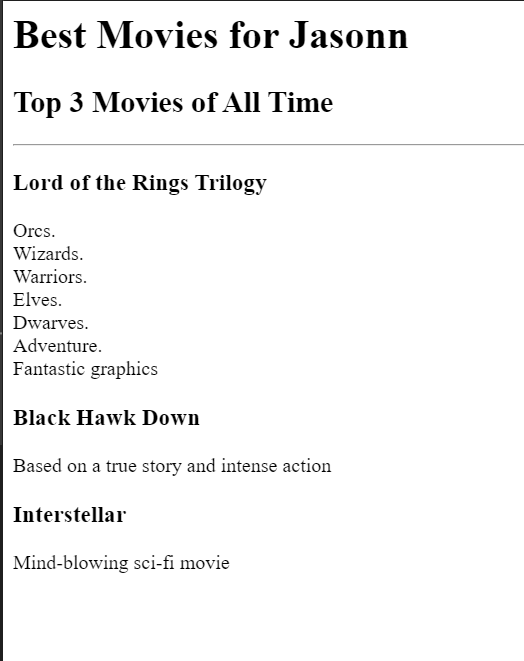 Best Movies for Jasonn
Top 3 Movies of All Time
Lord of the Rings Trilogy
Orcs.
Wizards.
Warriors.
Elves.
Dwarves.
Adventure.
Fantastic graphics
Black Hawk Down
Based on a true story and intense action
Interstellar
Mind-blowing sci-fi movie